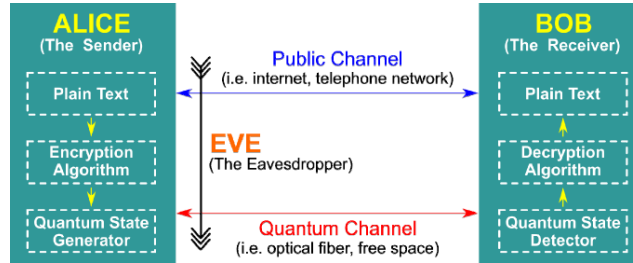 ALICE
(The Sender)
Plain Text
Encryption
Algorithm
Quantum State
Generator
Public Channel
(i.e. internet, telephone network)
EVE
(The Eavesdropper)
Quantum Channel
(i.e. optical fiber, free space)
BOB
(The Receiver)
Plain Text
Decryption
Algorithm
Quantum State
Detector